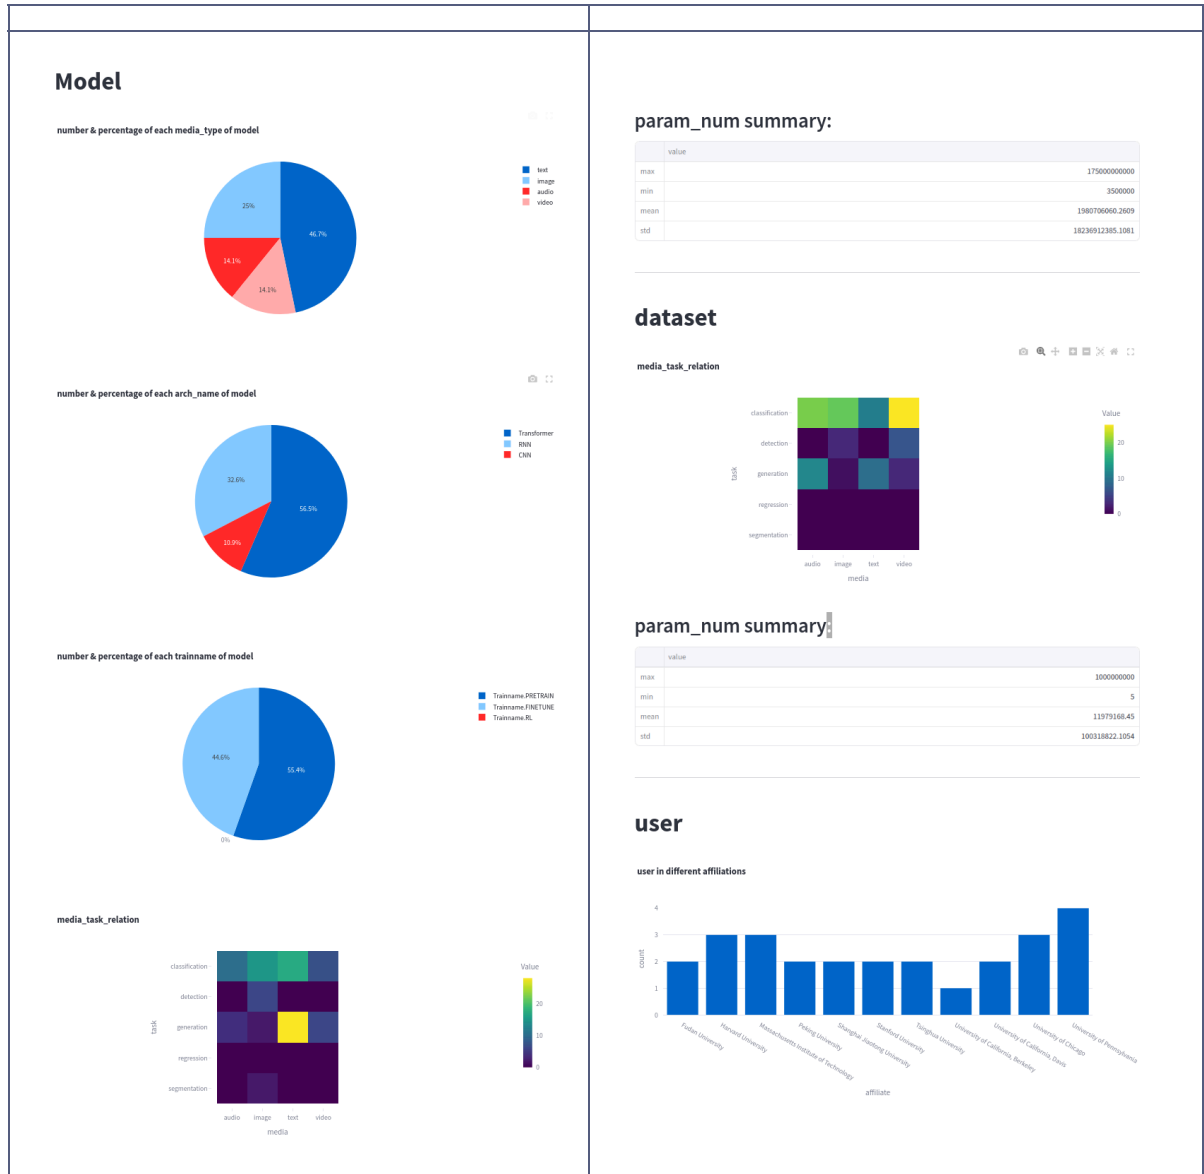 Model
number & percentage of each media_type of model
text
image
audio
video
25%
46.7%
14.1%
14.1%
number & percentage of each arch_name of model
Transformer
RNN
CNN
32.6%
56.5%
10.9%
number & percentage of each trainname of model
Trainname.PRETRAIN
Trainname.FINETUNE
Trainname.RL
44.6%
55.4%
0%
media_task_relation
Value
classification
detection
generation
regression
segmentation
task
20
10
0
audio image text video
media
param_num summary:
value
max 175000000000
min 3500000
mean 1980706060.2609
std 18236912385.1081
dataset
media_task_relation
Value
classification
detection
generation
regression
segmentation
task
20
10
0
audio image text video
media
param_num summary:
value
max 1000000000
min 5
mean 11979168.45
std 100318822.1054
user
user in different affiliations
4
3
2
1
0
count
Fudan University
Harvard University
Massachusetts Institute of Technology
Peking University
Shanghai Jiaotong University
Stanford University
Tsinghua University
University of California, Berkeley
University of California, Davis
University of Chicago
University of Pennsylvania
affiliate